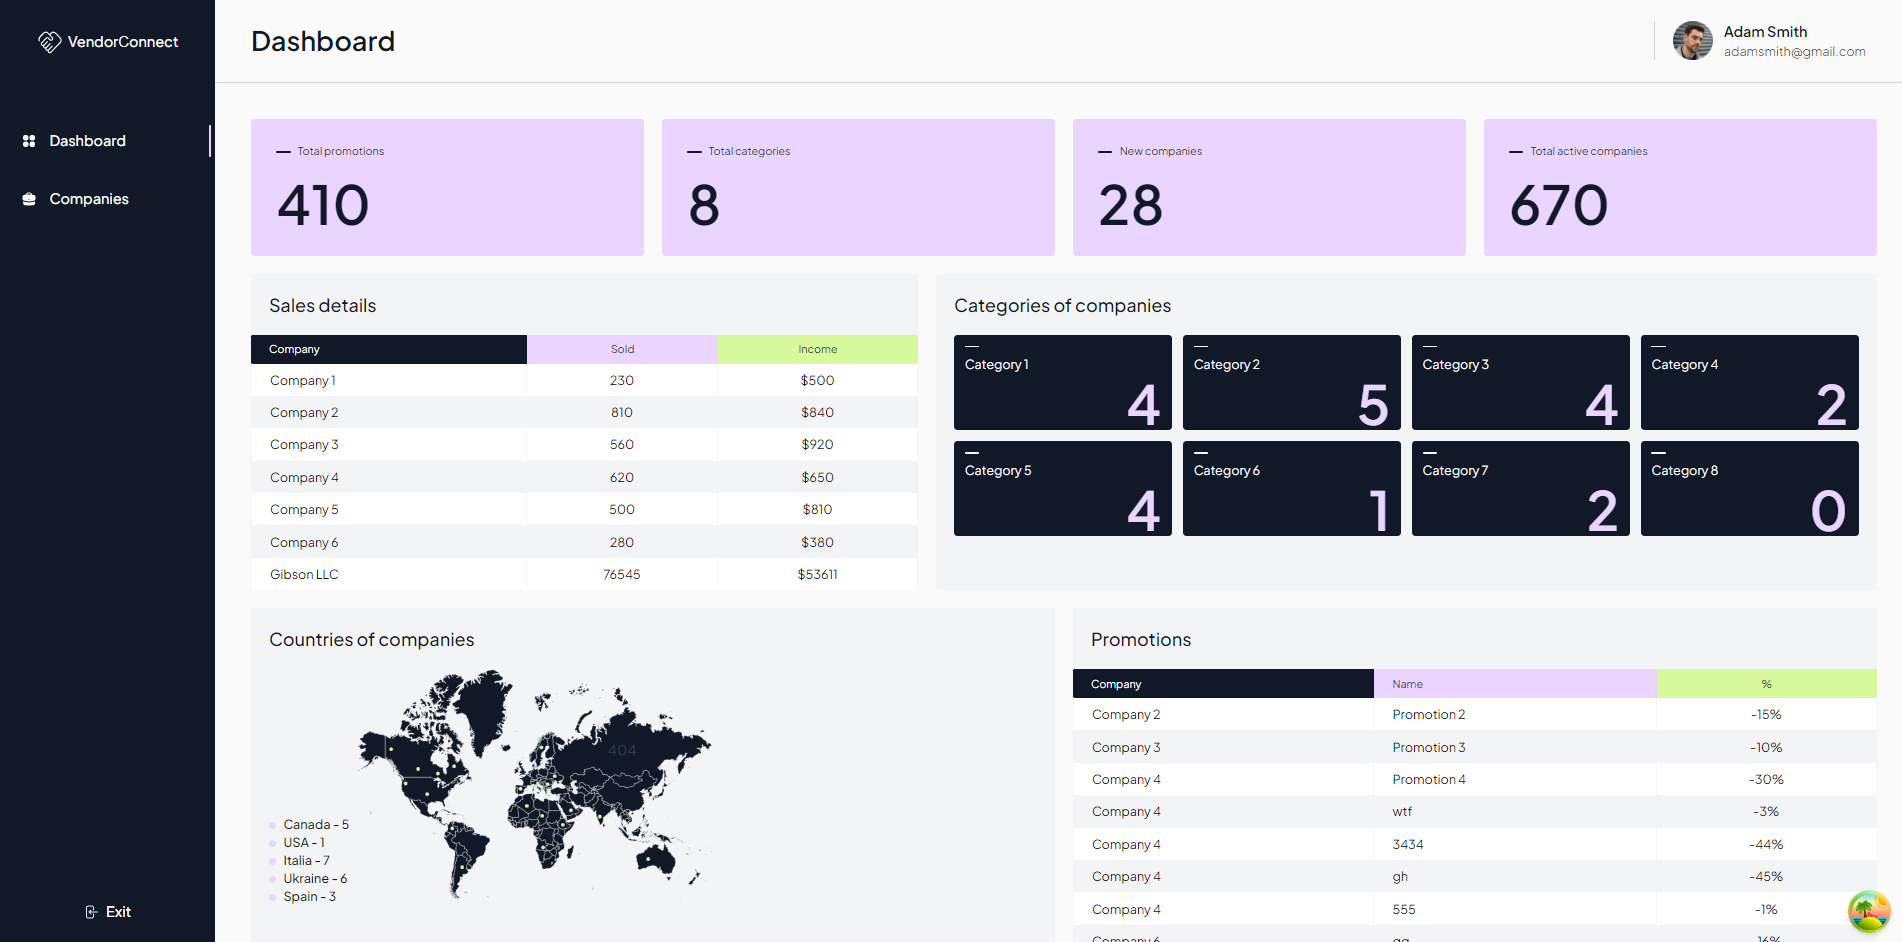 VendorConnect
Dashboard
Adam Smith
adamsmith@gmail.com
Dashboard
Companies
Total promotions
410
Total categories
8
New companies
28
Total active companies
670
Sales details
Company Sold Income
Company 1 230 $500
Company 2 810 $840
Company 3 560 $920
Company 4 620 $650
Company 5 500 $810
Company 6 280 $380
Gibson LLC 76545 $53611
Categories of companies
Category 1
4
Category 2
5
Category 3
4
Category 4
2
Category 5
4
Category 6
1
Category 7
2
Category 8
0
Countries of companies
404
Canada - 5
USA - 1
Italia - 7
Ukraine - 6
Spain - 3
Promotions
Company Name %
Company 2 Promotion 2 -15%
Company 3 Promotion 3 -10%
Company 4 Promotion 4 -30%
Company 4 wtf -3%
Company 4 3434 -44%
Company 4 gh -45%
Company 4 555 -1%
Exit